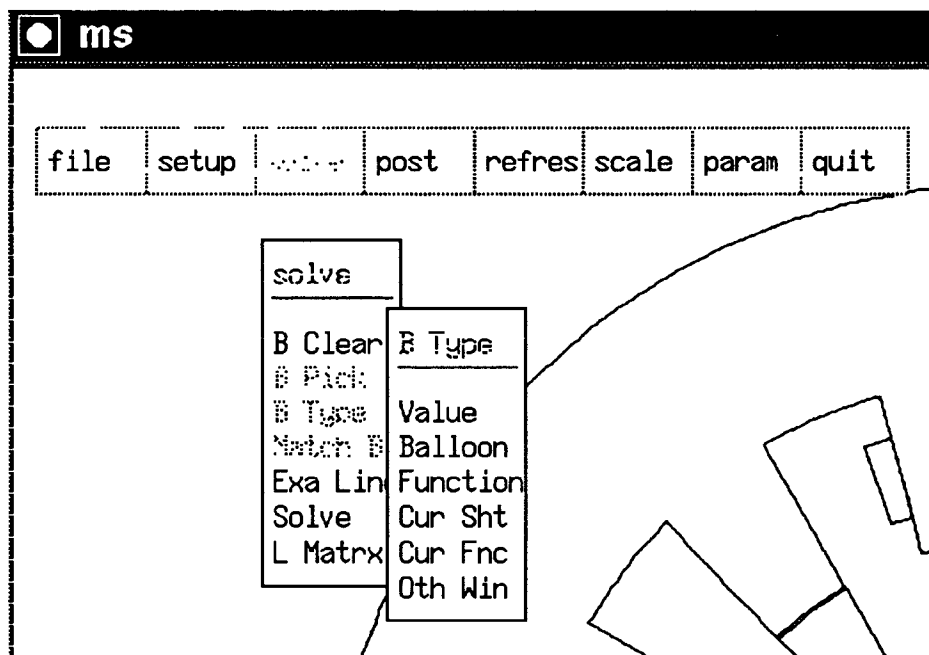 ms
file setup post refres scale param quit
solve
B Clear
B Pick
B Type
Match B
Exa Lin
Solve
L Matrx
B Type
Value
Balloon
Function
Cur Sht
Cur Fnc
Oth Win